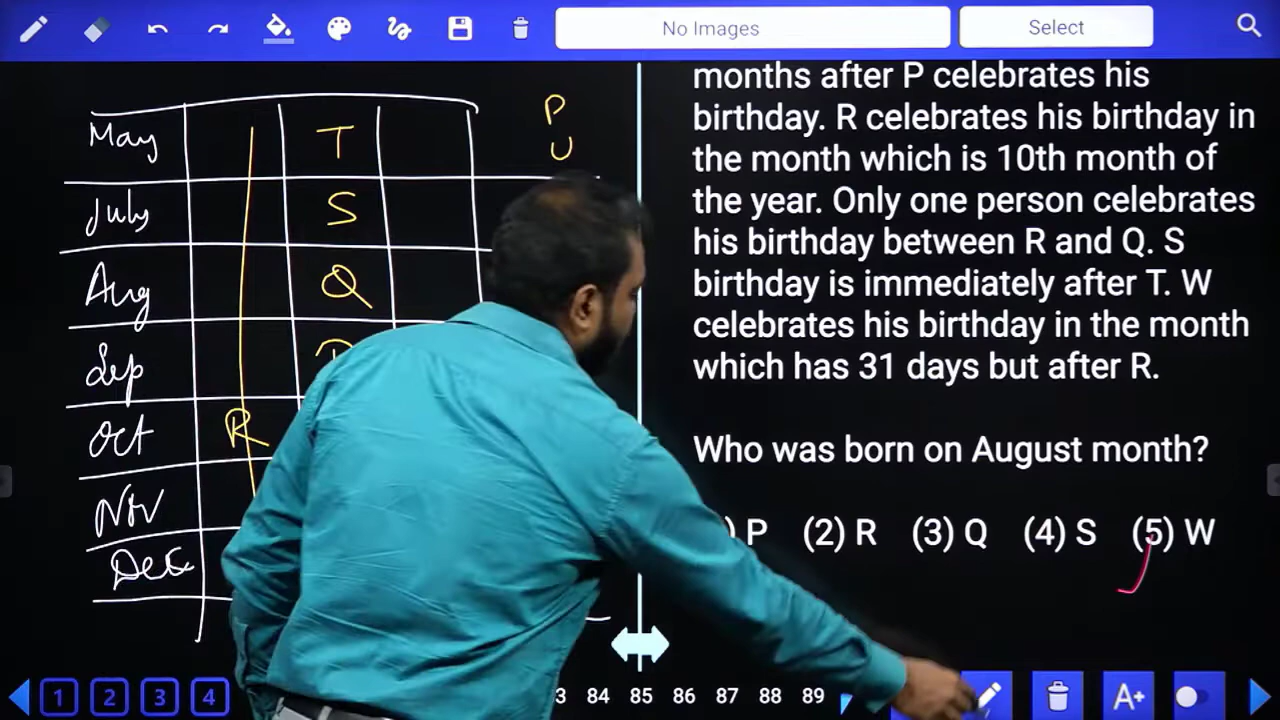 No Images
Select
May T P
U
July S
Aug Q
Sep
Oct R
Nov
Dec
months after P celebrates his
birthday. R celebrates his birthday in
the month which is 10th month of
the year. Only one person celebrates
his birthday between R and Q. S
birthday is immediately after T. W
celebrates his birthday in the month
which has 31 days but after R.
Who was born on August month?
) P (2) R (3) Q (4) S (5) W
1 2 3 4 3 84 85 86 87 88 89 A+